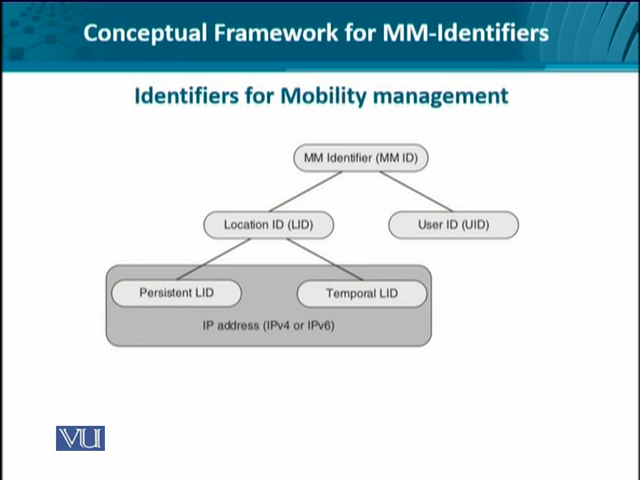 Conceptual Framework for MM-Identifiers
Identifiers for Mobility management
MM Identifier (MM ID)
Location ID (LID)
User ID (UID)
Persistent LID
Temporal LID
IP address (IPv4 or IPv6)
VU